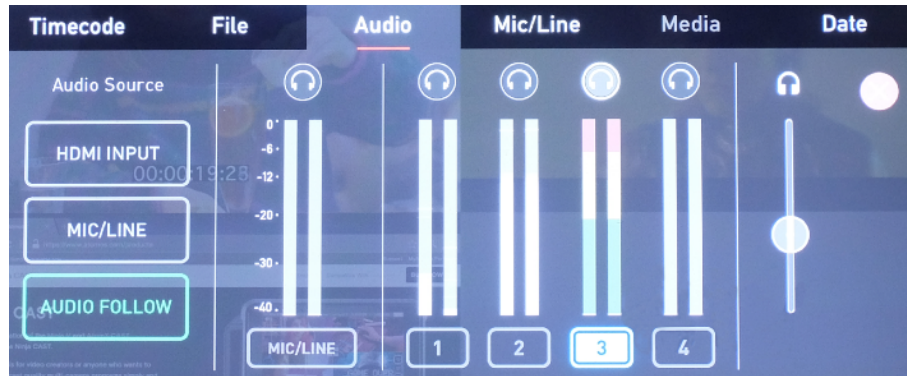 Timecode File Audio Mic/Line Media Date
Audio Source
HDMI INPUT
00:00:19:28
MIC/LINE
AUDIO FOLLOW
0
-6
-12
-20
-30
-40
MIC/LINE 1 2 3 4